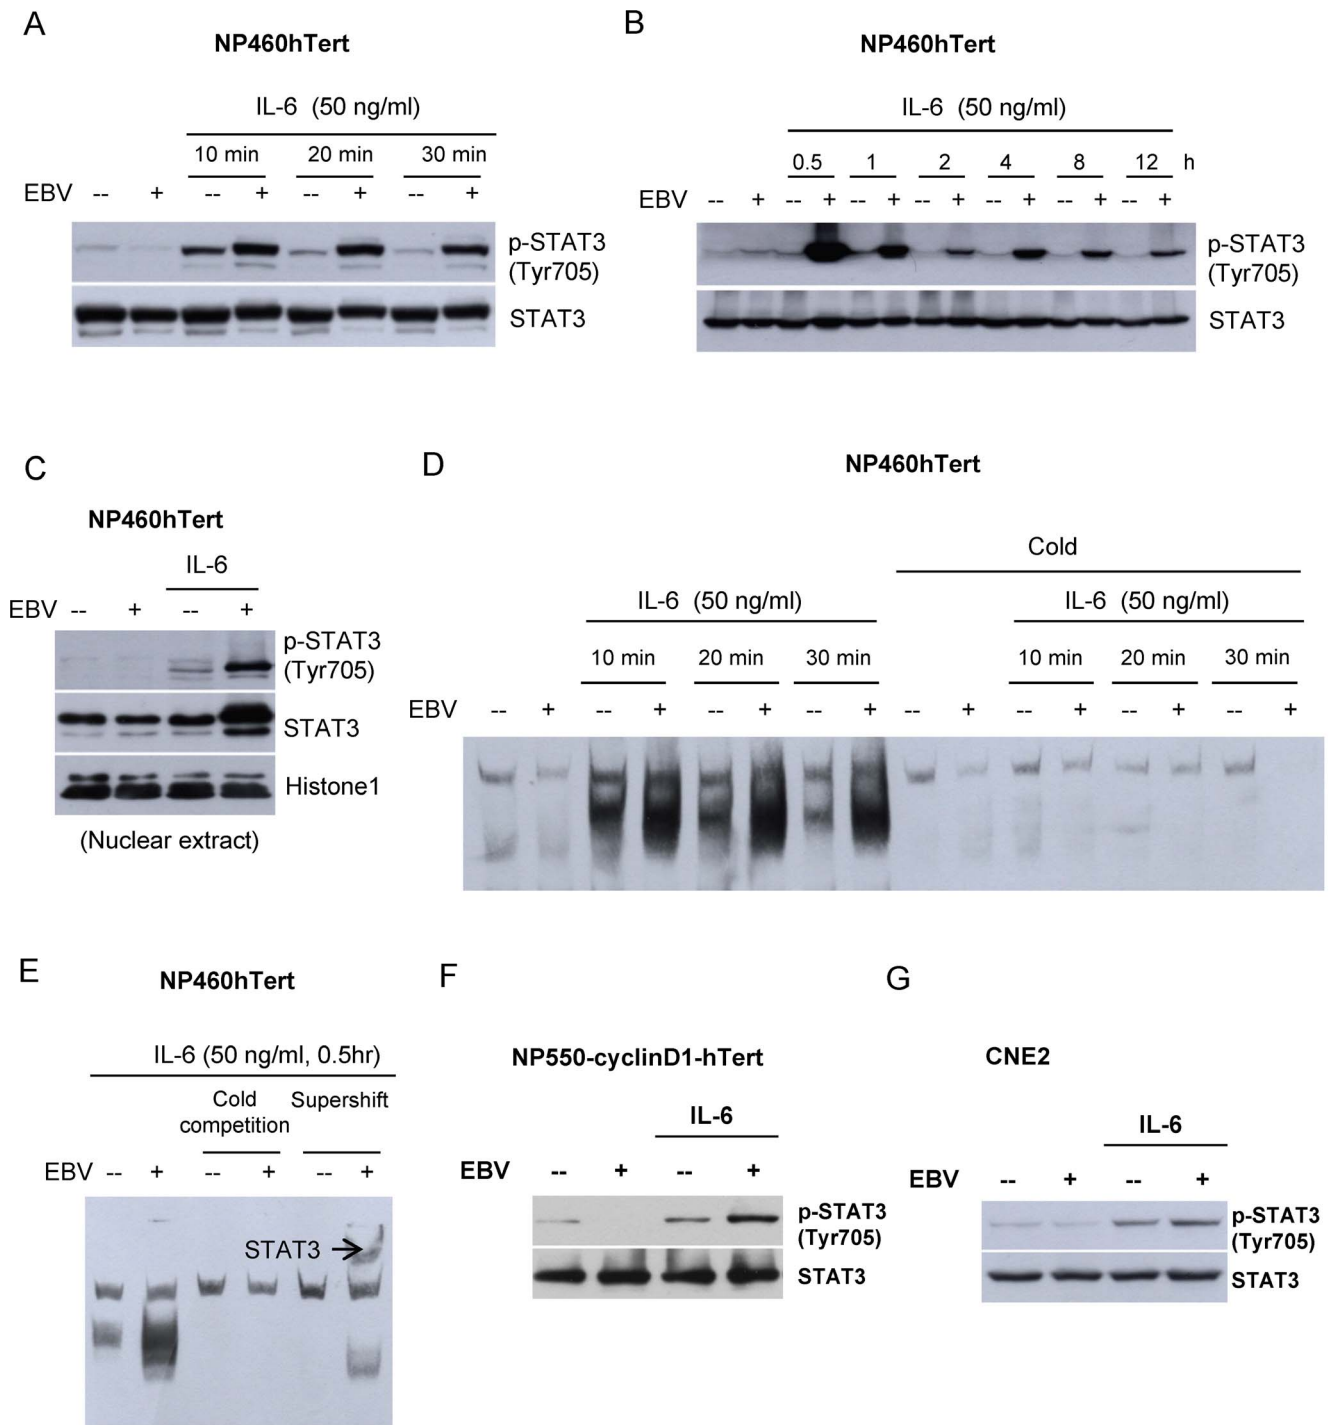 A
NP460hTert
IL-6 (50 ng/ml)
10 min 20 min 30 min
EBV -- + -- + -- + -- +
p-STAT3
(Tyr705)
STAT3
B
NP460hTert
IL-6 (50 ng/ml)
0.5 1 2 4 8 12 h
EBV -- + -- + -- + -- + -- + -- + -- +
p-STAT3
(Tyr705)
STAT3
C
NP460hTert
IL-6
EBV -- + -- +
p-STAT3
(Tyr705)
STAT3
Histone1
(Nuclear extract)
D
NP460hTert
Cold
IL-6 (50 ng/ml) IL-6 (50 ng/ml)
10 min 20 min 30 min 10 min 20 min 30 min
EBV -- + -- + -- + -- + -- + -- + -- + -- +
E
NP460hTert
IL-6 (50 ng/ml, 0.5hr)
Cold
competition
Supershift
EBV -- + -- + -- +
STAT3
F
NP550-cyclinD1-hTert
IL-6
EBV -- + -- +
p-STAT3
(Tyr705)
STAT3
G
CNE2
IL-6
EBV -- + -- +
p-STAT3
(Tyr705)
STAT3